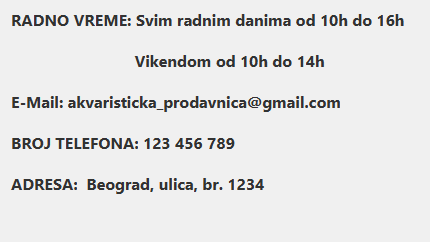 RADNO VREME: Svim radnim danima od 10h do 16h
Vikendom od 10h do 14h
E-Mail: akvaristicka_prodavnica@gmail.com
BROJ TELEFONA: 123 456 789
ADRESA:  Beograd, ulica, br. 1234